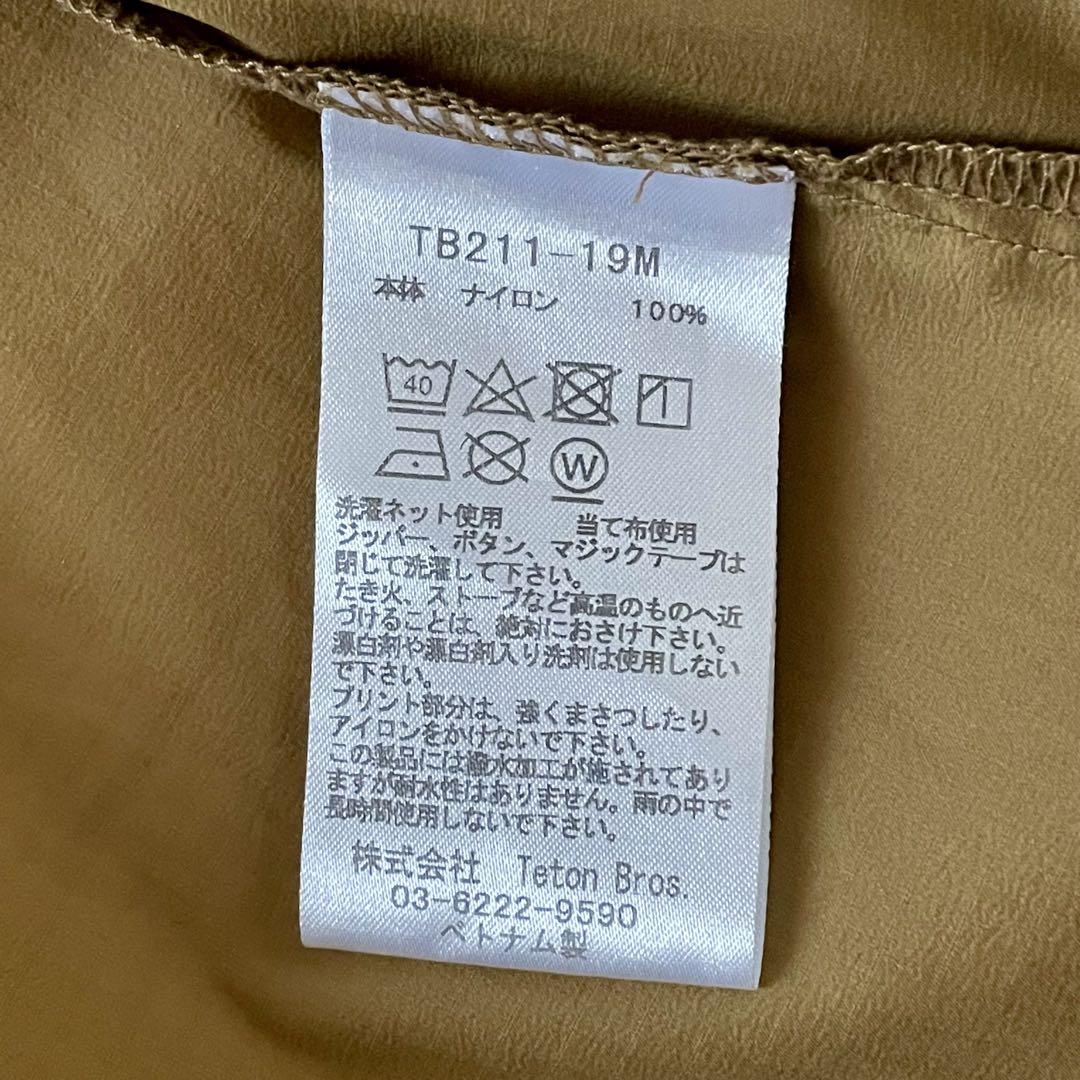 TB211-19M
本体 ナイロン 100%
40
W
洗濯ネット使用 当て布使用
ジッパー、ボタン、マジックテープは
閉じて洗濯して下さい。
たき火、ストーブなど高温のものへ近
づけることは、絶対におさけ下さい。
漂白剤や漂白剤入り洗剤は使用しない
で下さい。
プリント部分は、強くまさつしたり、
アイロンをかけないで下さい。
この製品には撥水加工が施されてあり
ますが耐水性はありません。雨の中で
長時間使用しないで下さい。
株式会社 Teton Bros.
03-6222-9590
ベトナム製